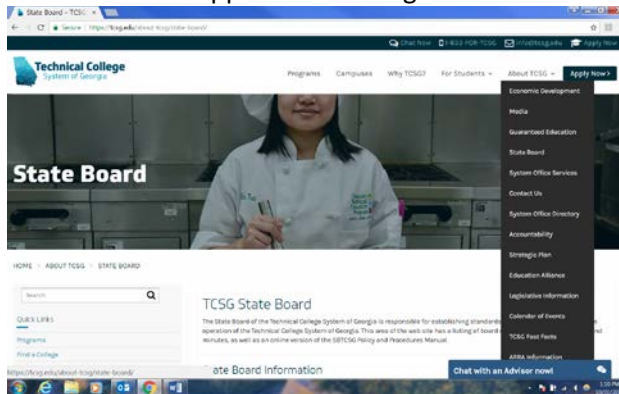 State Board - TCSG
Secure | https://tcsg.edu/about-tcsg/state-board/
Chat Now 1-833-FOR-TCSG info@tcsg.edu Apply Now
Technical College
System of Georgia
Programs Campuses Why TCSG? For Students About TCSG Apply Now >
Economic Development
Media
Guaranteed Education
State Board
System Office Services
Contact Us
System Office Directory
Accountability
Strategic Plan
Education Alliance
Legislative Information
Calendar of Events
TCSG Fast Facts
ARRA Information
State Board
HOME > ABOUT TCSG > STATE BOARD
Search
Quick Links
Programs
Find a College
TCSG State Board
The State Board of the Technical College System of Georgia is responsible for establishing standards
operation of the Technical College System of Georgia. This area of the web site has a listing of board
minutes, as well as an online version of the SBTCSG Policy and Procedures Manual.
ate Board Information
Chat with an Advisor now!
https://tcsg.edu/about-tcsg/state-board/